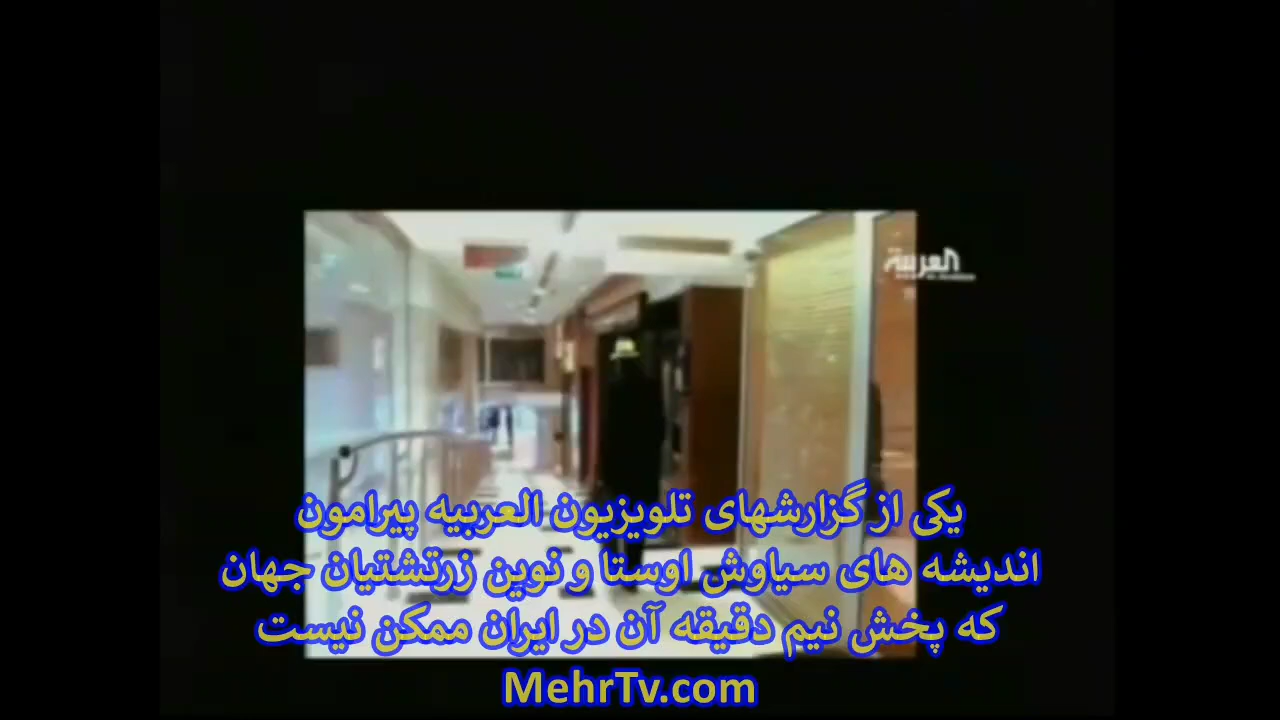 العربية
یکی از گزارشهای تلویزیون العربیه پیرامون
اندیشه های سیاوش اوستا و نوین زرتشتیان جهان
که پخش نیم دقیقه آن در ایران ممکن نیست
MehrTv.com